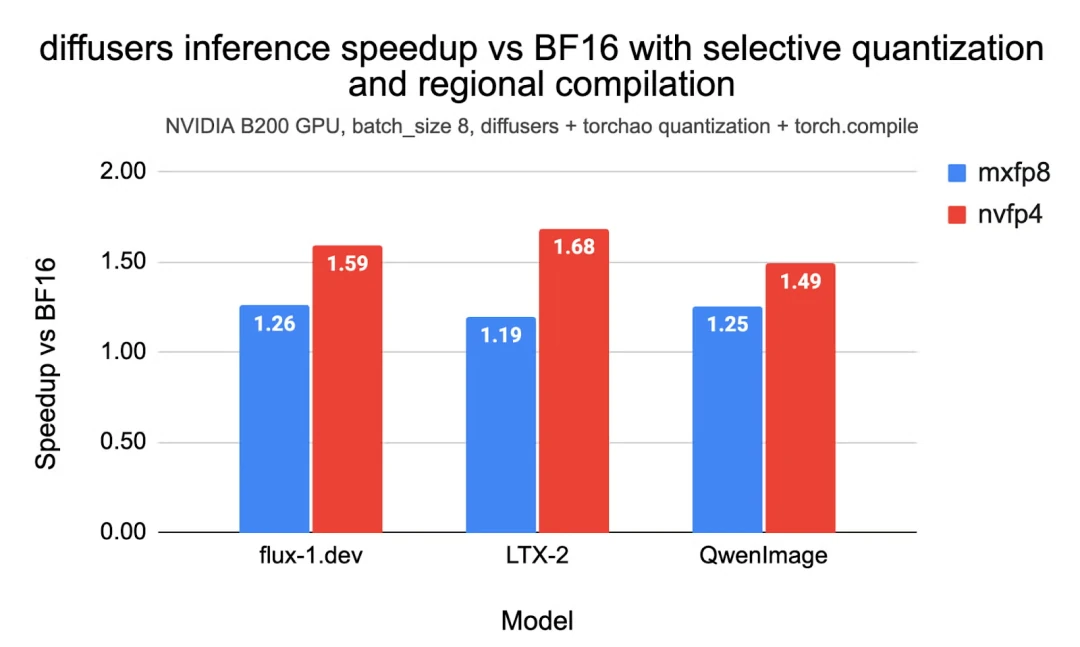 diffusers inference speedup vs BF16 with selective quantization
and regional compilation
NVIDIA B200 GPU, batch_size 8, diffusers + torchao quantization + torch.compile
mxfp8
nvfp4
Speedup vs BF16
2.00
1.50
1.00
0.50
0.00
1.26
1.59
1.19
1.68
1.25
1.49
flux-1.dev
LTX-2
QwenImage
Model